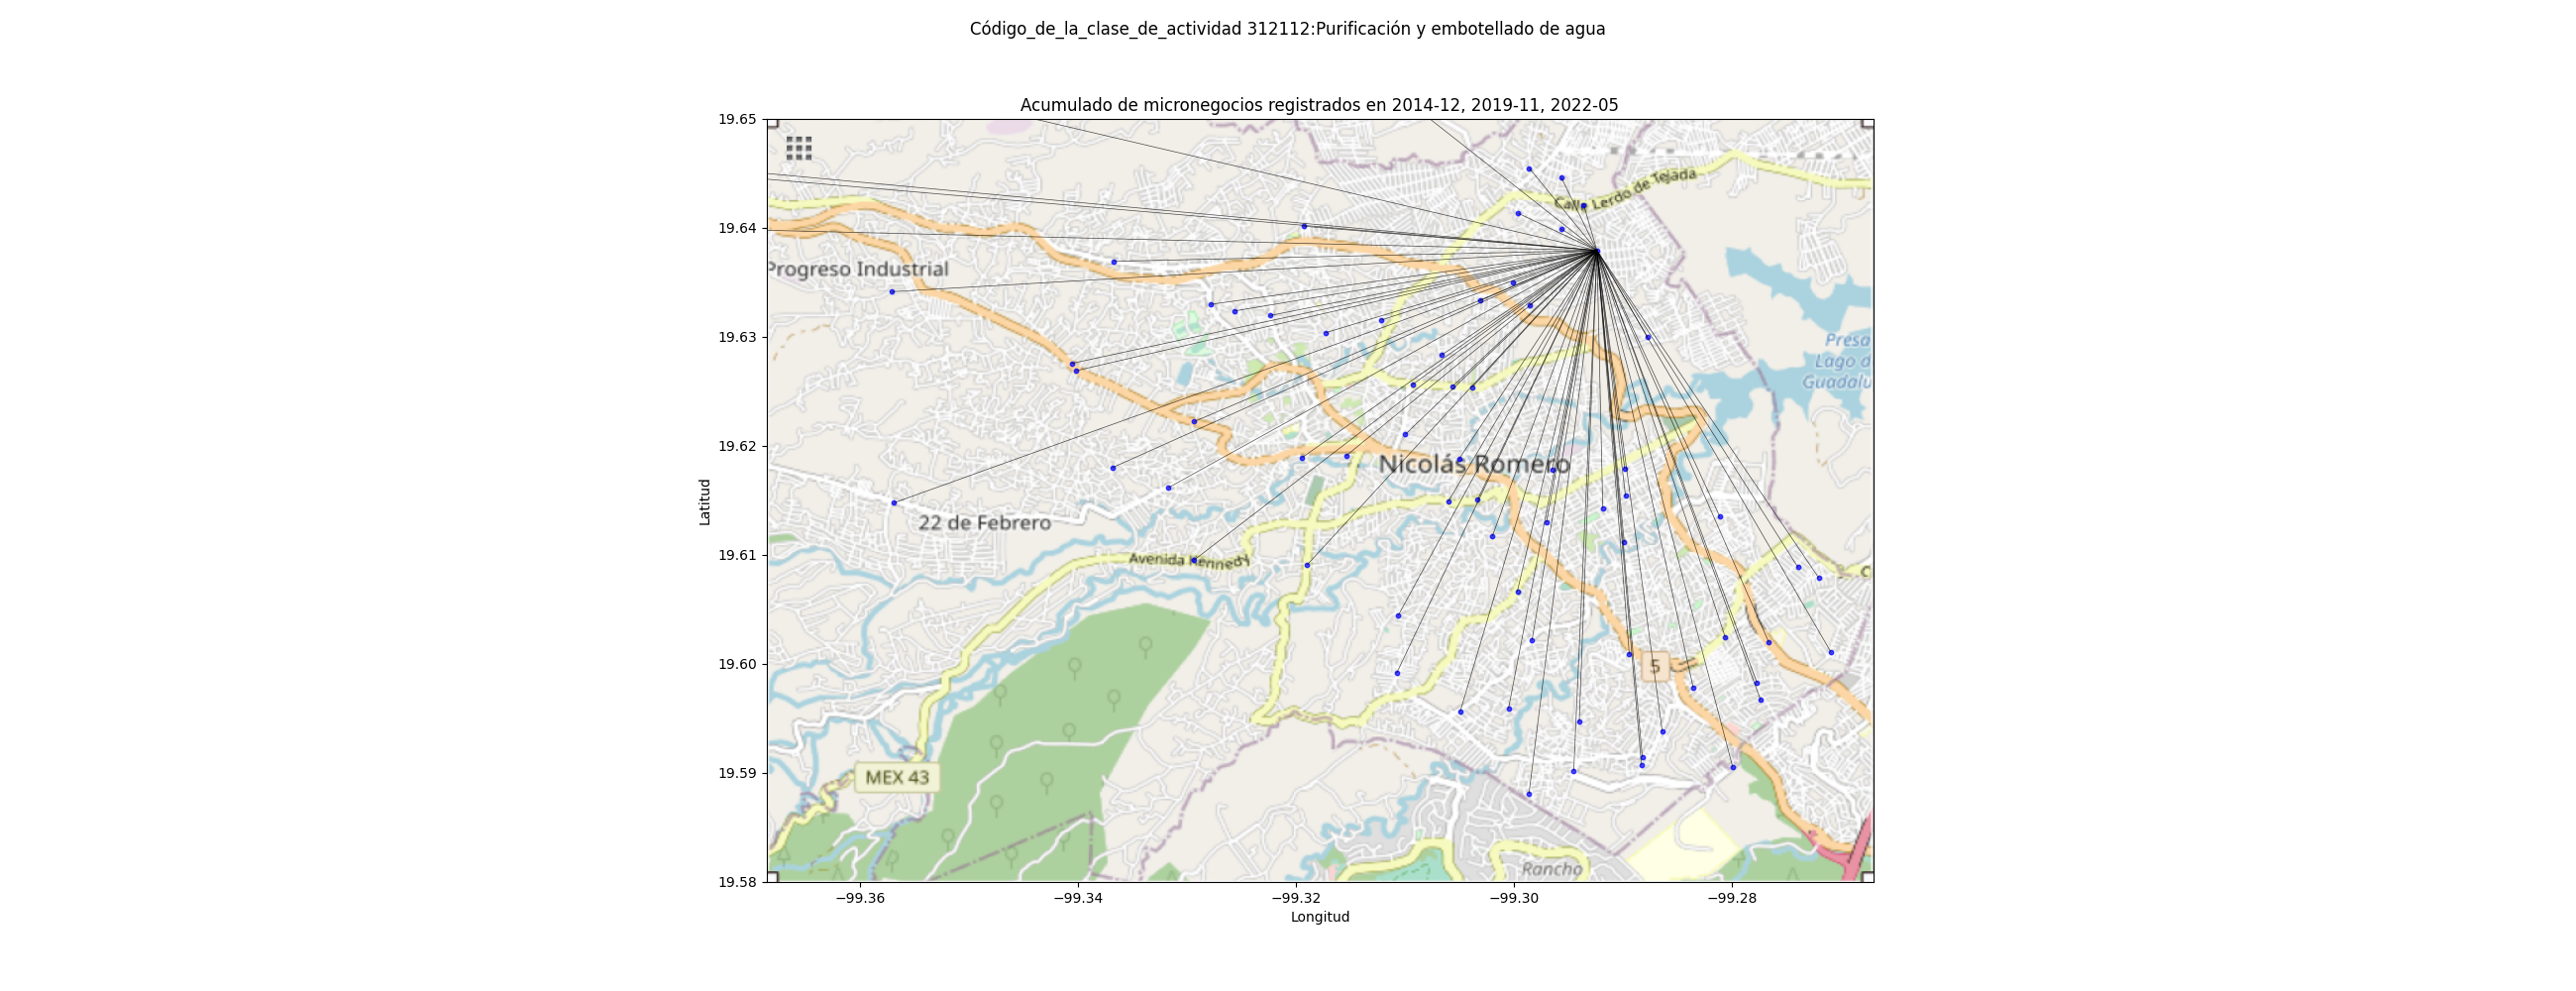 Código_de_la_clase_de_actividad 312112:Purificación y embotellado de agua
Acumulado de micronegocios registrados en 2014-12, 2019-11, 2022-05
19.65
19.64
19.63
19.62
19.61
19.60
19.59
19.58
Latitud
Calle Lerdo de Tejada
Progreso Industrial
Presa
Lago d
Guadalu
Nicolás Romero
22 de Febrero
Avenida Kennedy
C
5
MEX 43
Rancho
−99.36
−99.34
−99.32
−99.30
−99.28
Longitud